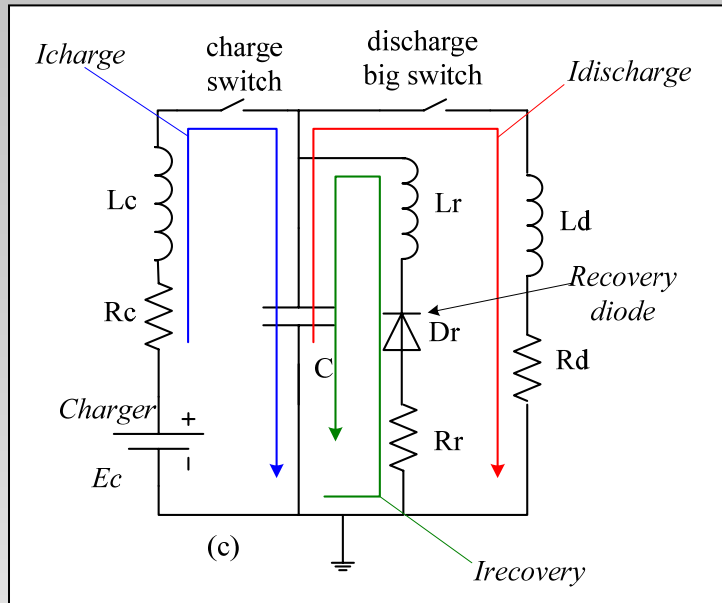 Icharge
charge
switch
discharge
big switch
Idischarge
Lc
Lr
Ld
Recovery
diode
Rc
Dr
C
Rd
Charger
+
Rr
Ec
-
(c)
Irecovery